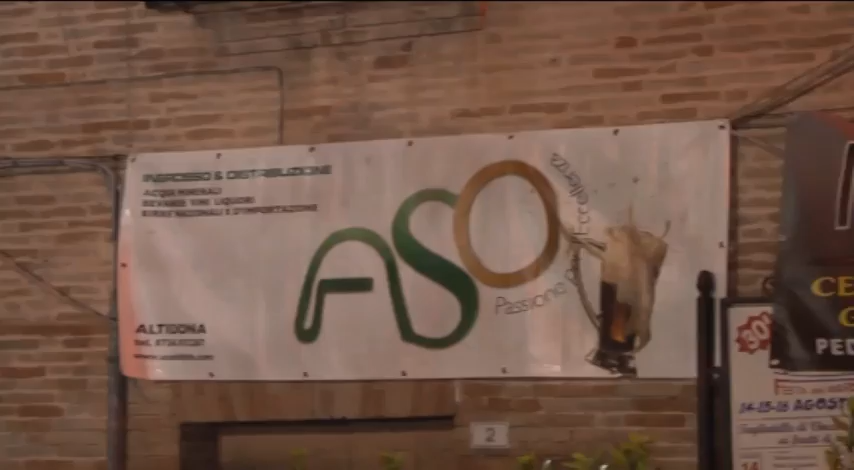 INGROSSO & DISTRIBUZIONE
ACQUE MINERALI
BEVANDE VINI LIQUORI
BIRRE NAZIONALI E D'IMPORTAZIONE
ASO
Passione per l'Eccellenza
ALTIDONA
2
30
14-15-16 AGOST
CE
G
PED